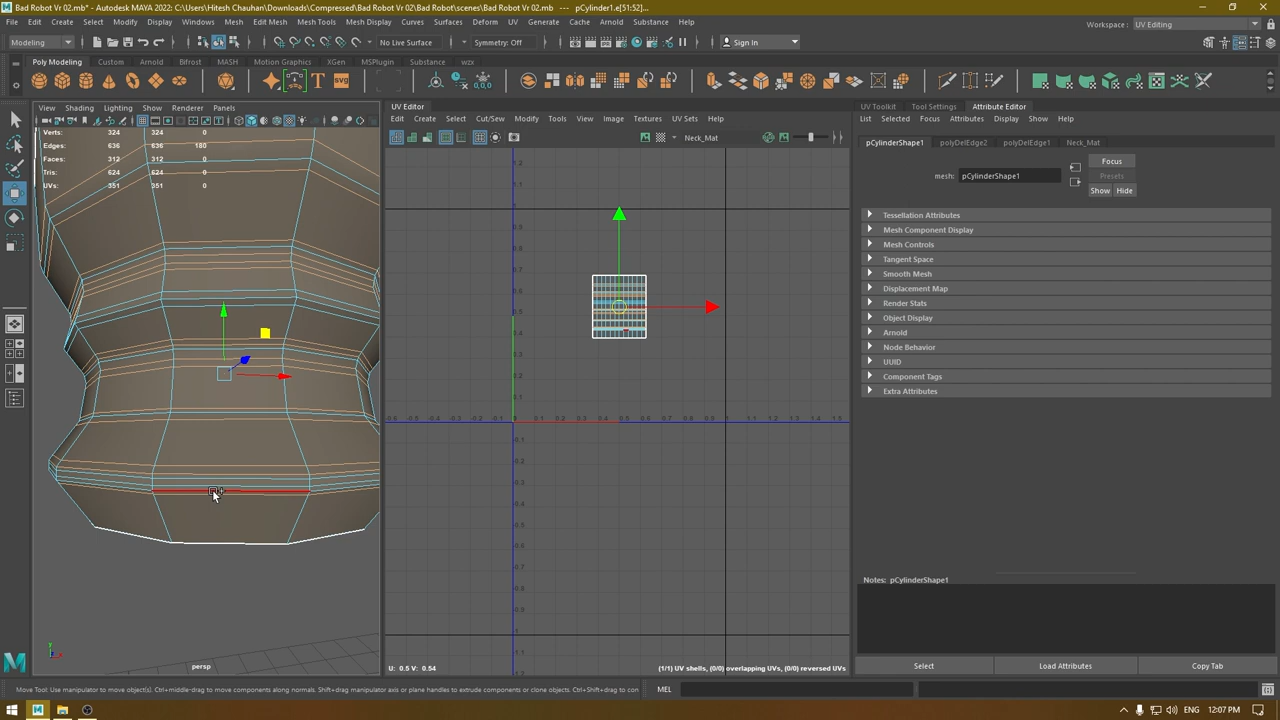 Bad Robot Vr 02.mb* - Autodesk MAYA 2022: C:\Users\Hitesh Chauhan\Downloads\Compressed\Bad Robot Vr 02\Bad Robot\scenes\Bad Robot Vr 02.mb --- pCylinder1.e[51:52]...
File Edit Create Select Modify Display Windows Mesh Edit Mesh Mesh Tools Mesh Display Curves Surfaces Deform UV Generate Cache Arnold Substance Help
Workspace : UV Editing
Modeling No Live Surface Symmetry: Off Sign In
Poly Modeling Custom Arnold Bifrost MASH Motion Graphics XGen MSPlugin Substance wzx
View Shading Lighting Show Renderer Panels
Verts: 324 324 0
Edges: 636 636 180
Faces: 312 312 0
Tris: 624 624 0
UVs: 351 351 0
persp
UV Editor
File Edit Create Select Cut/Sew Modify Tools View Image Textures UV Sets Help
Neck_Mat
U: 0.5 V: 0.54
(1/1) UV shells, (0/0) overlapping UVs, (0/0) reversed UVs
UV Toolkit Tool Settings Attribute Editor
List Selected Focus Attributes Display Show Help
pCylinderShape1 polyDelEdge2 polyDelEdge1 Neck_Mat
mesh: pCylinderShape1
Focus
Presets
Show Hide
Tessellation Attributes
Mesh Component Display
Mesh Controls
Tangent Space
Smooth Mesh
Displacement Map
Render Stats
Object Display
Arnold
Node Behavior
UUID
Component Tags
Extra Attributes
Notes: pCylinderShape1
Select Load Attributes Copy Tab
Move Tool: Use manipulator to move object(s). Ctrl+middle-drag to move components along normals. Shift+drag manipulator axis or plane handles to extrude components or clone objects. Ctrl+Shift+drag to con
MEL
ENG 12:07 PM